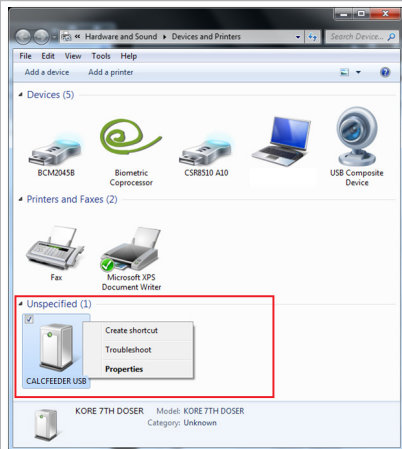 « Hardware and Sound ▸ Devices and Printers
Search Device...
File Edit View Tools Help
Add a device Add a printer
Devices (5)
BCM2045B
Biometric
Coprocessor
CSR8510 A10
USB Composite
Device
Printers and Faxes (2)
Fax
Microsoft XPS
Document Writer
Unspecified (1)
Create shortcut
Troubleshoot
Properties
CALCFEEDER USB
KORE 7TH DOSER Model: KORE 7TH DOSER
Category: Unknown